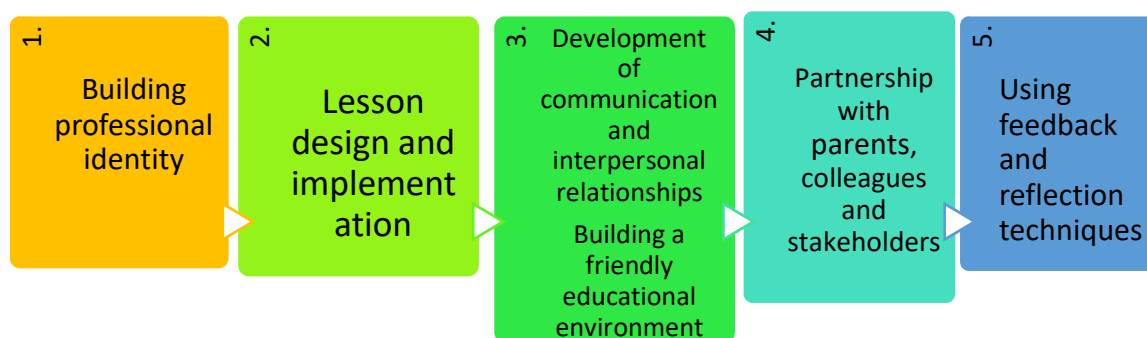 1.
Building
professional
identity
2.
Lesson
design and
implement
ation
3.
Development
of
communication
and
interpersonal
relationships
Building a
friendly
educational
environment
4.
Partnership
with
parents,
colleagues
and
stakeholders
5.
Using
feedback
and
reflection
techniques